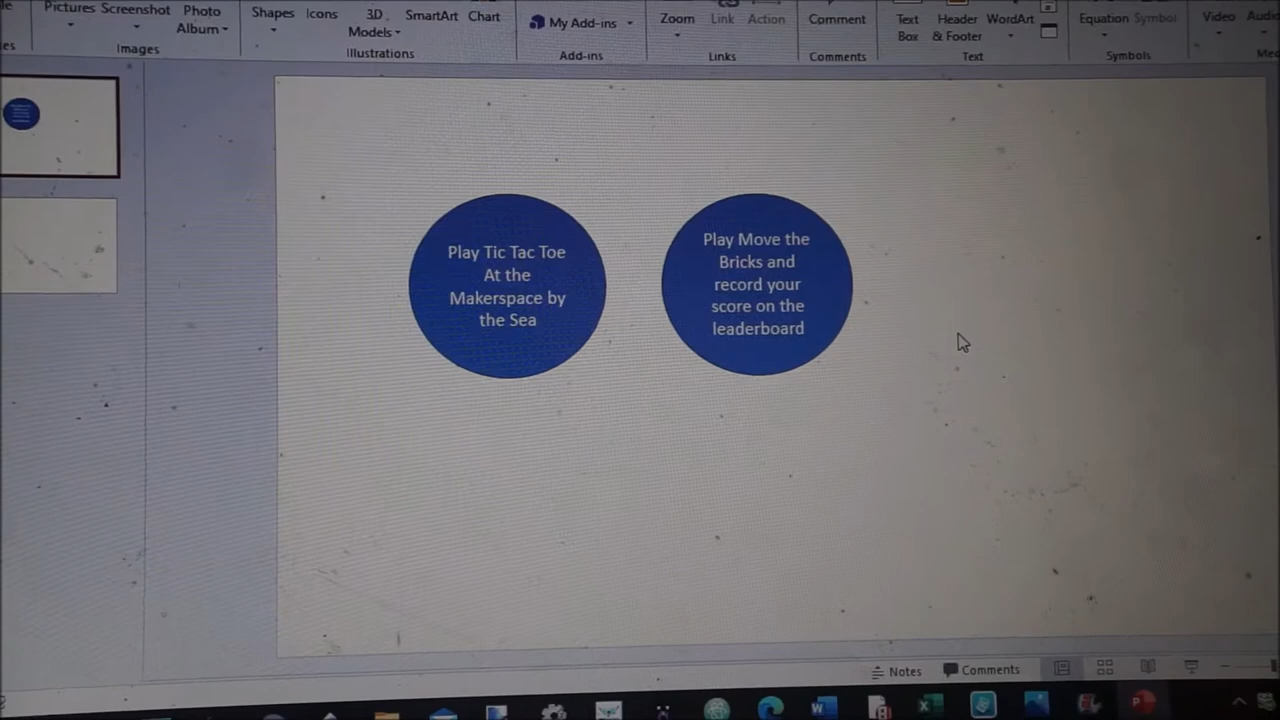 Pictures Screenshot Photo Album
Images
Shapes Icons 3D Models SmartArt Chart
Illustrations
My Add-ins
Add-ins
Zoom Link Action
Links
Comment
Comments
Text Box Header & Footer WordArt
Text
Equation Symbol
Symbols
Video
Play Tic Tac Toe
At the
Makerspace by
the Sea
Play Move the
Bricks and
record your
score on the
leaderboard
Notes Comments